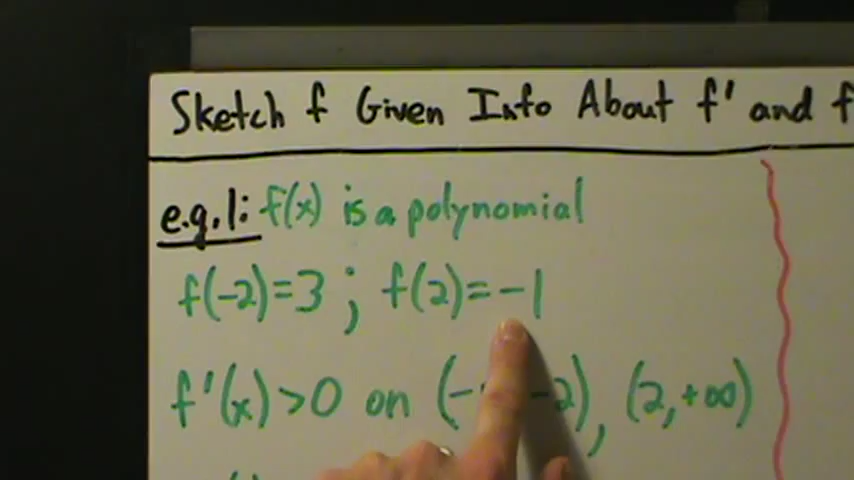 Sketch f Given Info About f' and f
e.g.1: f(x) is a polynomial
f(-2)=3 ; f(2)=-1
f'(x)>0 on (- -2), (2,+∞)